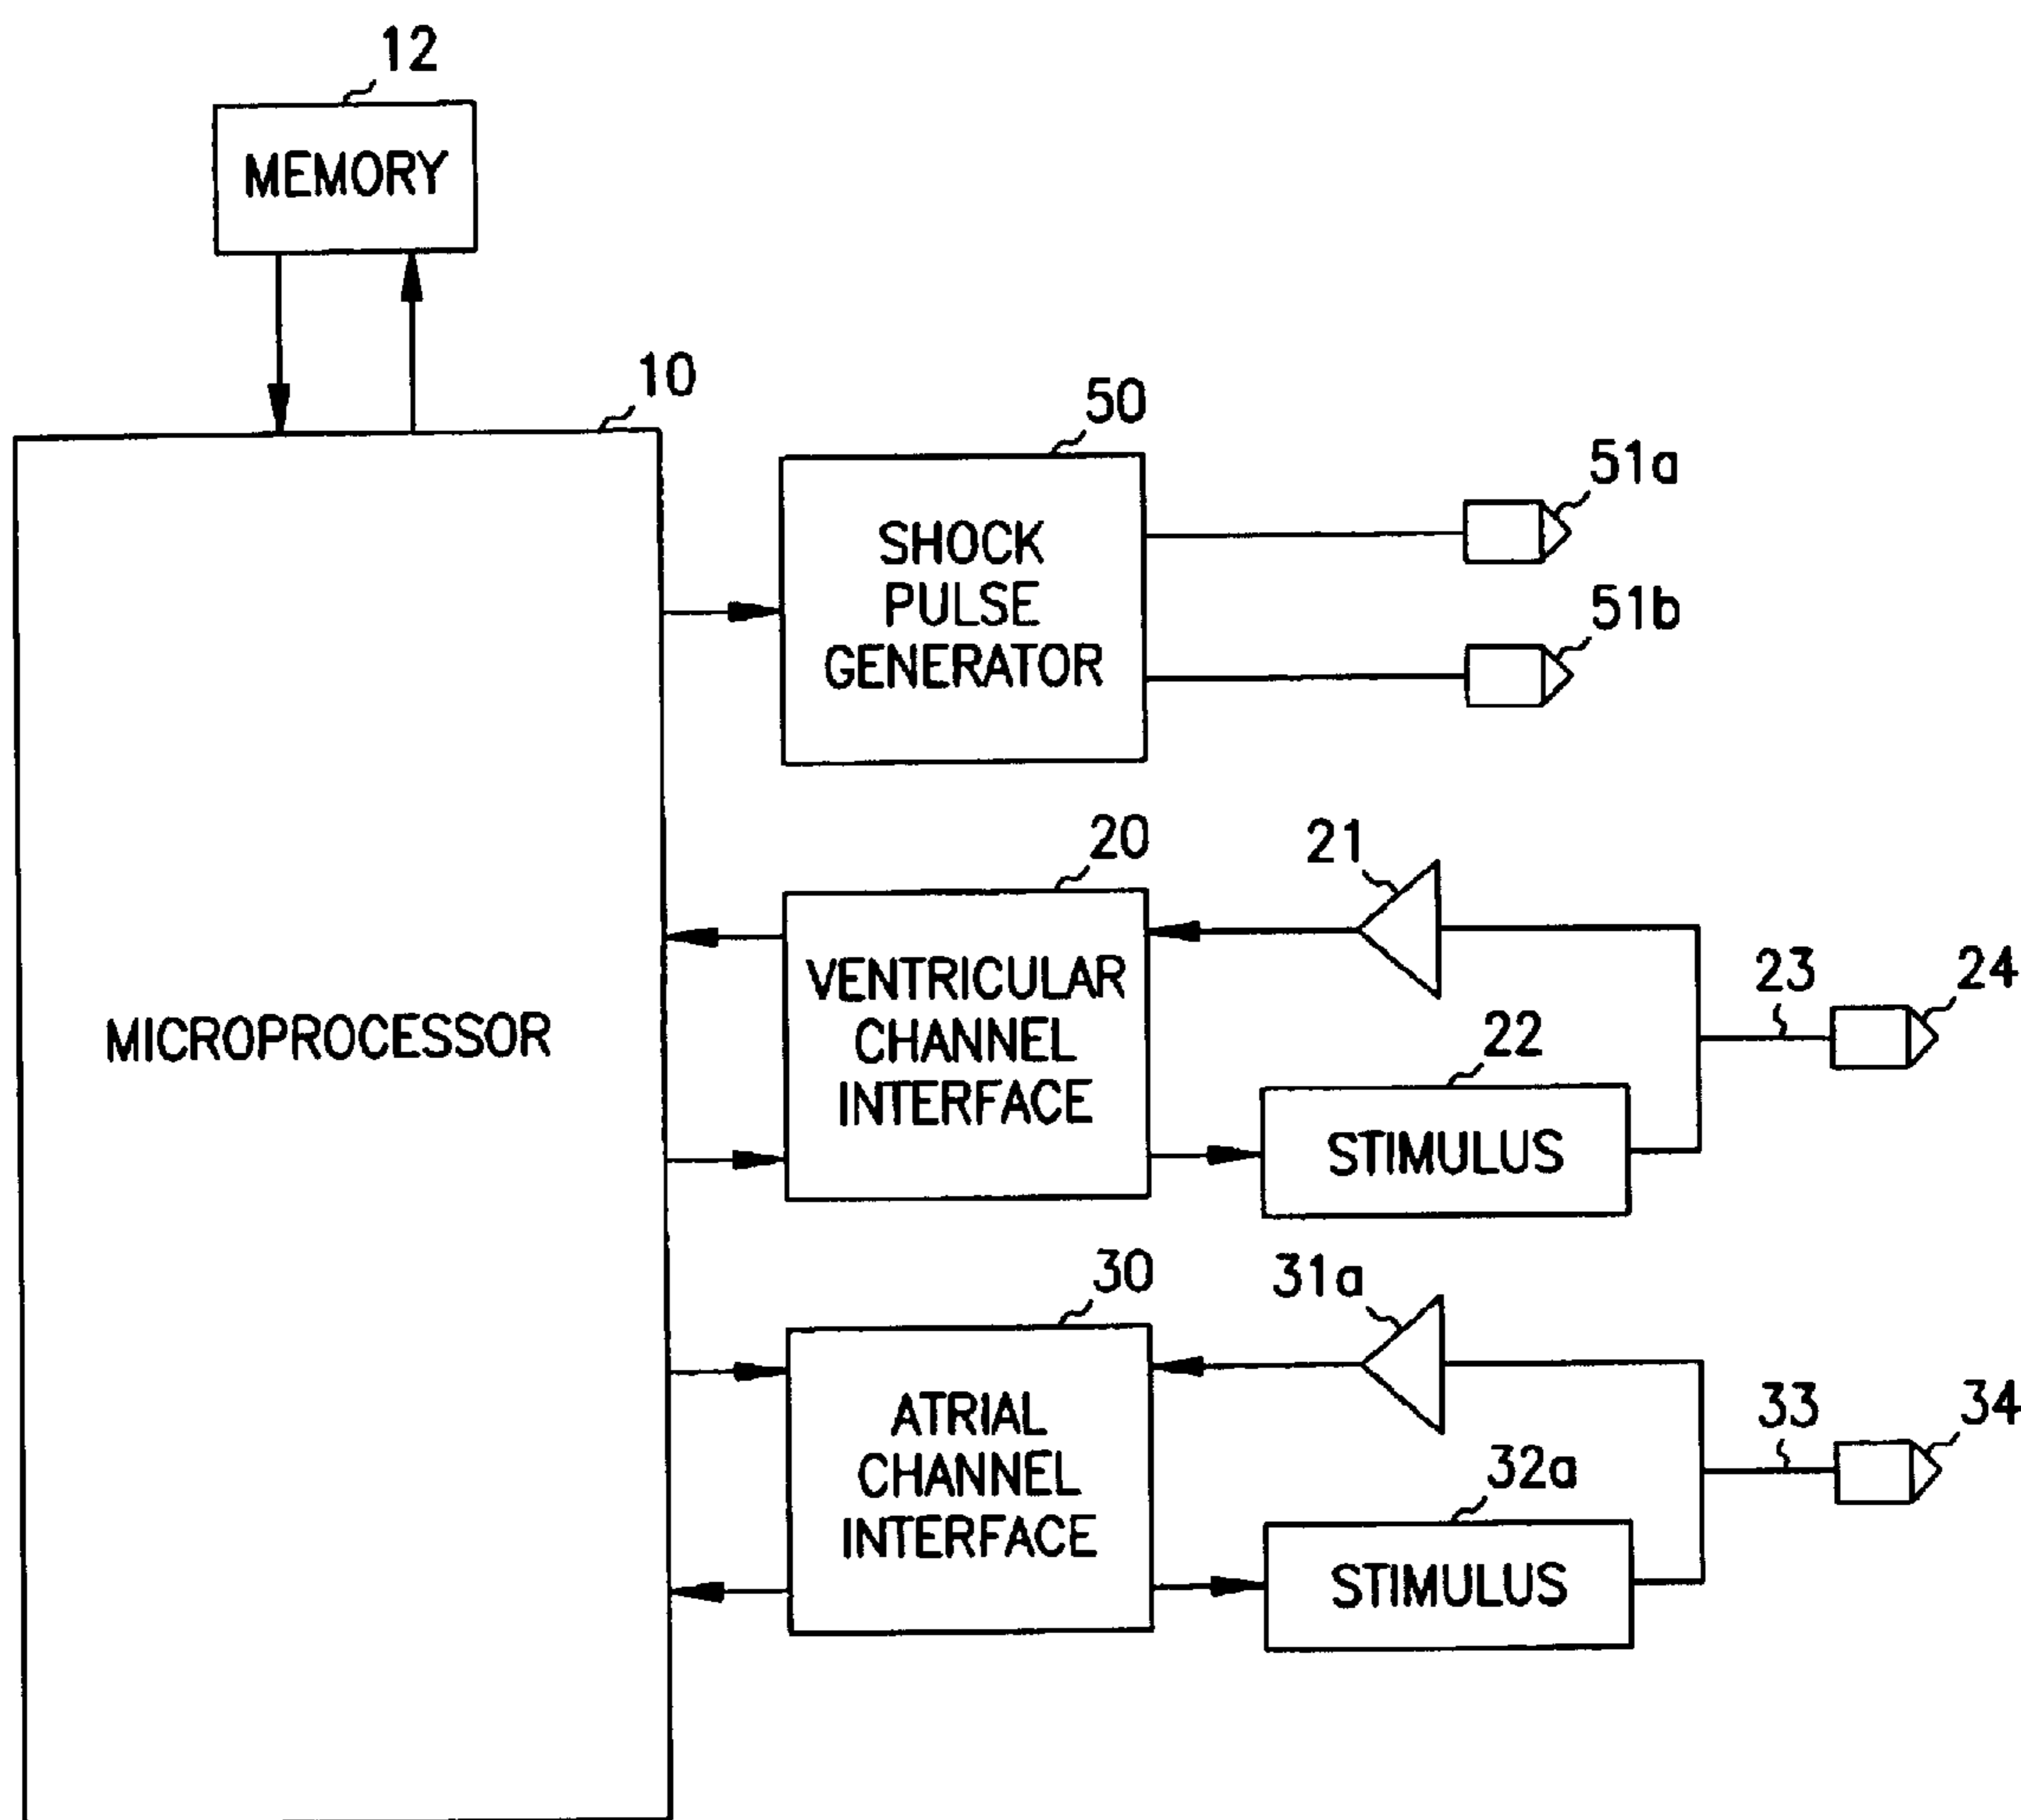 12
MEMORY
10
50
51a
SHOCK
PULSE
GENERATOR
51b
20
21
VENTRICULAR
CHANNEL
INTERFACE
23
24
MICROPROCESSOR
22
STIMULUS
30
31a
ATRIAL
CHANNEL
INTERFACE
33
34
32a
STIMULUS